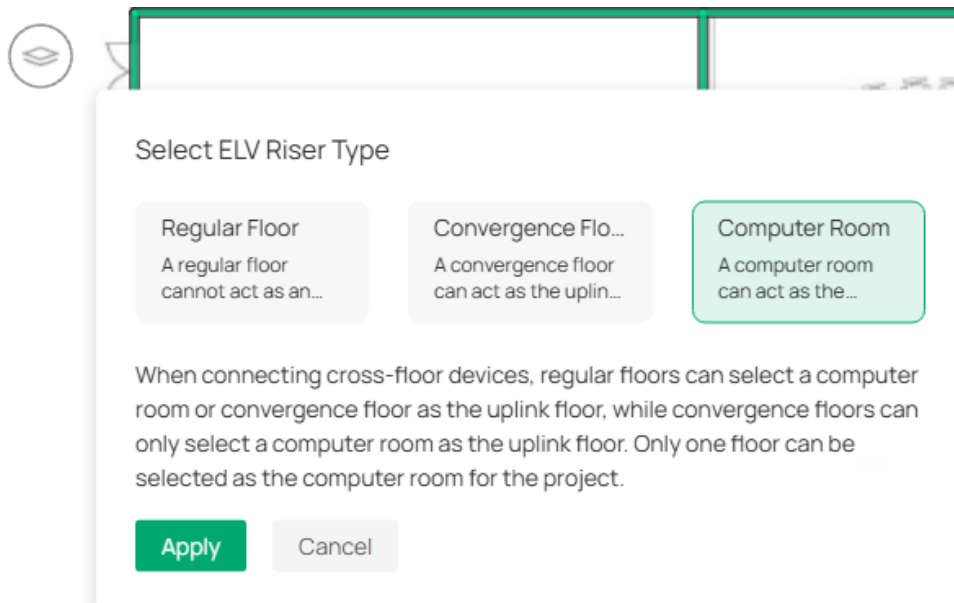 Select ELV Riser Type
Regular Floor
A regular floor
cannot act as an...
Convergence Flo...
A convergence floor
can act as the uplin...
Computer Room
A computer room
can act as the...
When connecting cross-floor devices, regular floors can select a computer
room or convergence floor as the uplink floor, while convergence floors can
only select a computer room as the uplink floor. Only one floor can be
selected as the computer room for the project.
Apply
Cancel